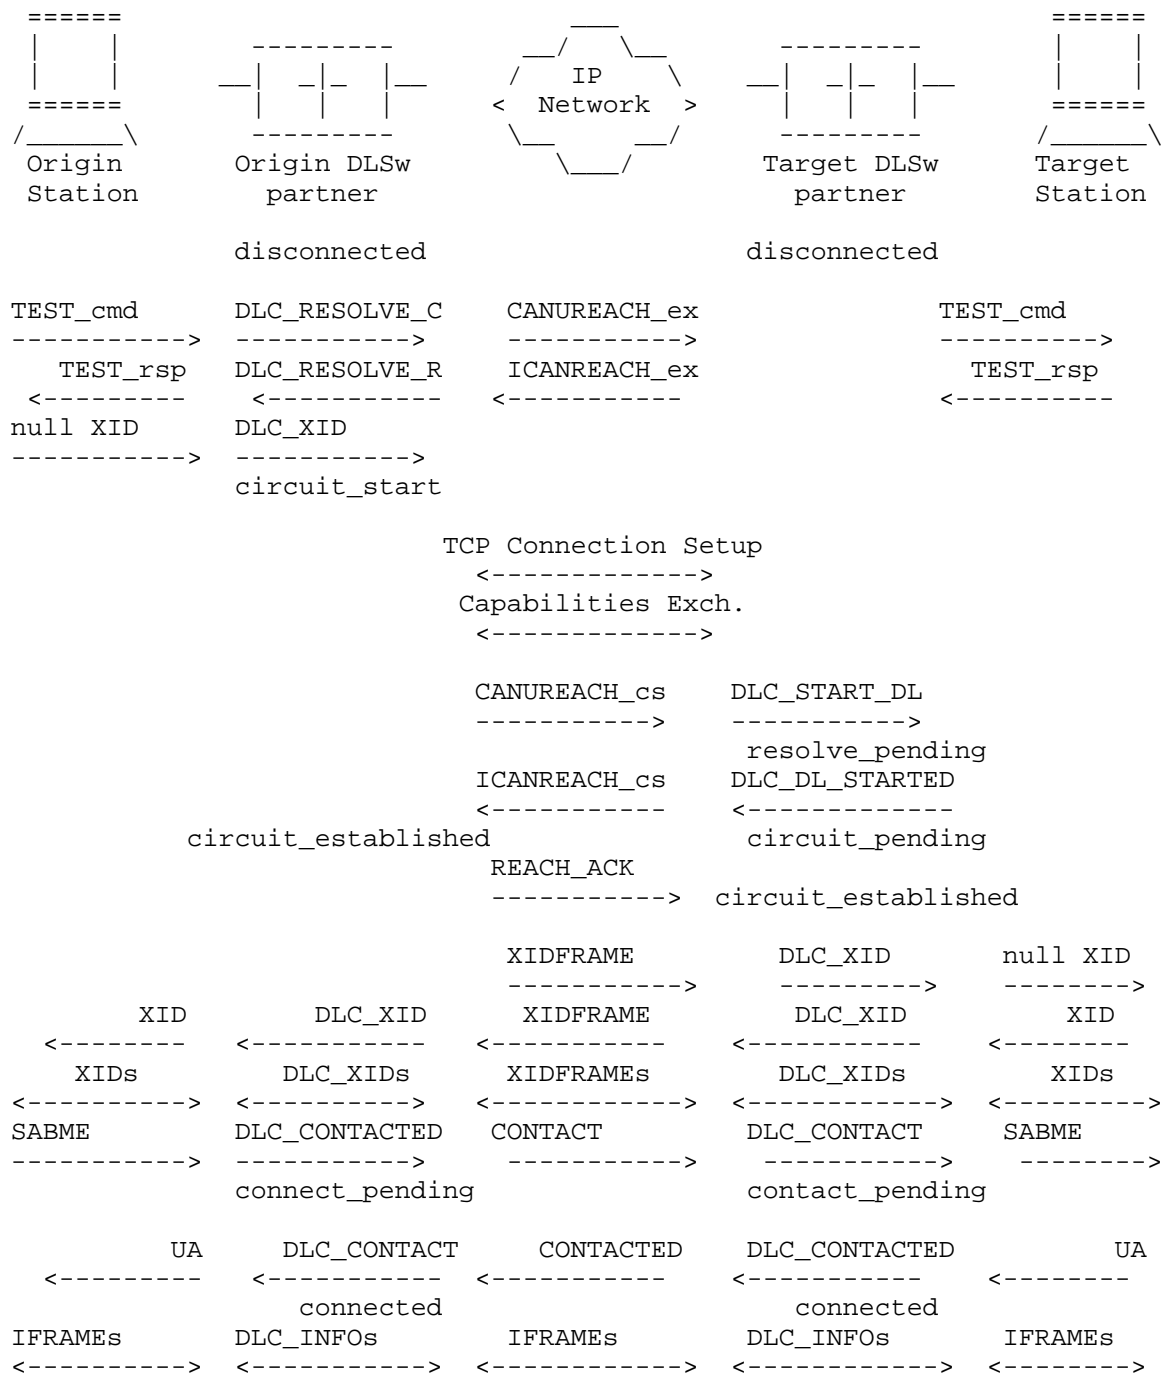 IP
Network
Origin Origin DLSw Target DLSw Target
Station partner partner Station
disconnected disconnected
TEST_cmd DLC_RESOLVE_C CANUREACH_ex TEST_cmd
TEST_rsp DLC_RESOLVE_R ICANREACH_ex TEST_rsp
null XID DLC_XID
circuit_start
TCP Connection Setup
Capabilities Exch.
CANUREACH_cs DLC_START_DL
resolve_pending
ICANREACH_cs DLC_DL_STARTED
circuit_established circuit_pending
REACH_ACK
circuit_established
XIDFRAME DLC_XID null XID
XID DLC_XID XIDFRAME DLC_XID XID
XIDs DLC_XIDs XIDFRAMEs DLC_XIDs XIDs
SABME DLC_CONTACTED CONTACT DLC_CONTACT SABME
connect_pending contact_pending
UA DLC_CONTACT CONTACTED DLC_CONTACTED UA
connected connected
IFRAMEs DLC_INFOs IFRAMEs DLC_INFOs IFRAMEs